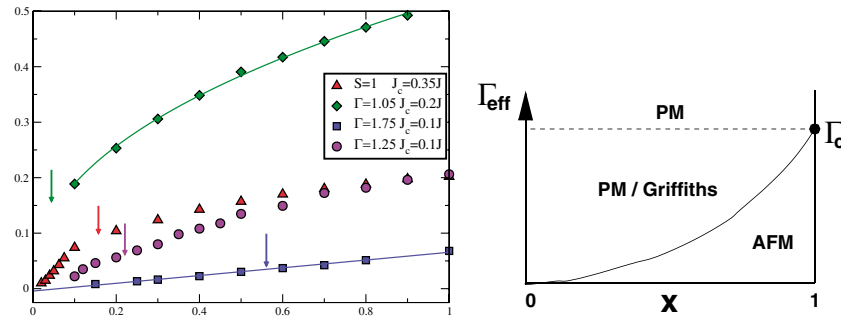 0.5
0.4
0.3
0.2
0.1
0
0
0.2
0.4
0.6
0.8
1
S=1 J_c=0.35J
Γ=1.05 J_c=0.2J
Γ=1.75 J_c=0.1J
Γ=1.25 J_c=0.1J
Γ_eff
PM
Γ_c
PM / Griffiths
AFM
0
X
1